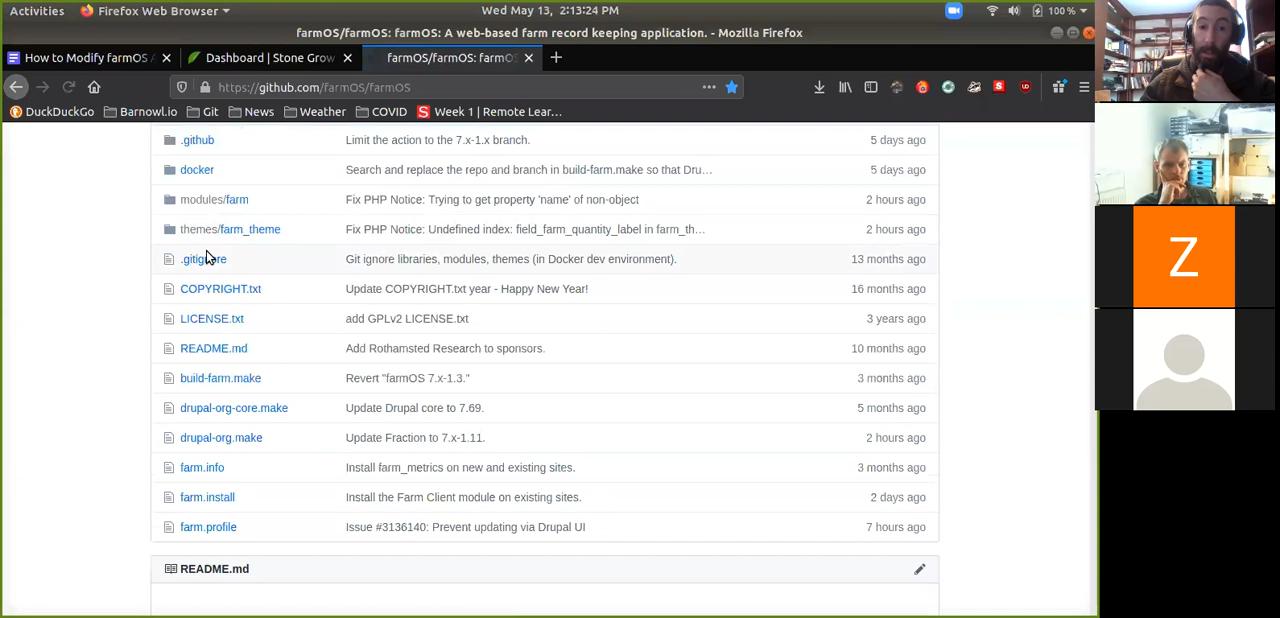 Activities Firefox Web Browser Wed May 13, 2:13:24 PM 100%
farmOS/farmOS: farmOS: A web-based farm record keeping application. - Mozilla Firefox
How to Modify farmOS Dashboard | Stone Grow farmOS/farmOS: farmO
https://github.com/farmOS/farmOS
DuckDuckGo Barnowl.io Git News Weather COVID Week 1 | Remote Lear…
.github Limit the action to the 7.x-1.x branch. 5 days ago
docker Search and replace the repo and branch in build-farm.make so that Dru… 5 days ago
modules/farm Fix PHP Notice: Trying to get property 'name' of non-object 2 hours ago
themes/farm_theme Fix PHP Notice: Undefined index: field_farm_quantity_label in farm_th… 2 hours ago
.gitignore Git ignore libraries, modules, themes (in Docker dev environment). 13 months ago
COPYRIGHT.txt Update COPYRIGHT.txt year - Happy New Year! 16 months ago
LICENSE.txt add GPLv2 LICENSE.txt 3 years ago
README.md Add Rothamsted Research to sponsors. 10 months ago
build-farm.make Revert "farmOS 7.x-1.3." 3 months ago
drupal-org-core.make Update Drupal core to 7.69. 5 months ago
drupal-org.make Update Fraction to 7.x-1.11. 2 hours ago
farm.info Install farm_metrics on new and existing sites. 3 months ago
farm.install Install the Farm Client module on existing sites. 2 days ago
farm.profile Issue #3136140: Prevent updating via Drupal UI 7 hours ago
README.md
Z